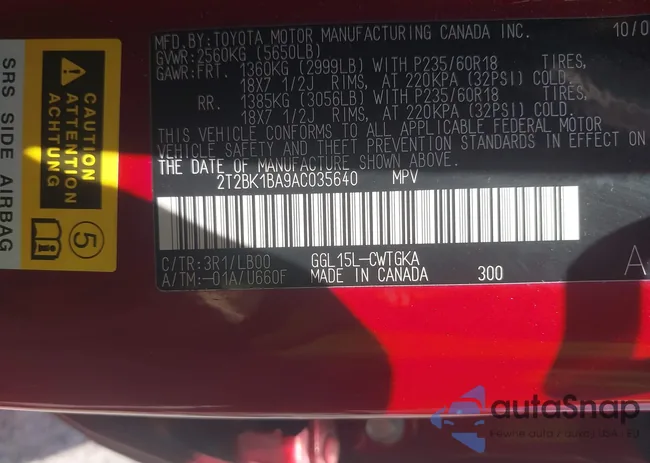 SRS SIDE AIRBAG
CAUTION
ATTENTION
ACHTUNG
5
MFD.BY:TOYOTA MOTOR MANUFACTURING CANADA INC. 10/0
GVWR:2560KG (5650LB)
GAWR:FRT. 1360KG (2999LB) WITH P235/60R18 TIRES,
18X7 1/2J RIMS, AT 220KPA (32PSI) COLD.
RR. 1385KG (3056LB) WITH P235/60R18 TIRES,
18X7 1/2J RIMS, AT 220KPA (32PSI) COLD.
THIS VEHICLE CONFORMS TO ALL APPLICABLE FEDERAL MOTOR
VEHICLE SAFETY AND THEFT PREVENTION STANDARDS IN EFFECT ON
THE DATE OF MANUFACTURE SHOWN ABOVE.
2T2BK1BA9AC035640 MPV
C/TR:3R1/LB00 GGL15L-CWTGKA
A/TM:-01A/U660F MADE IN CANADA 300 A
autoSnap